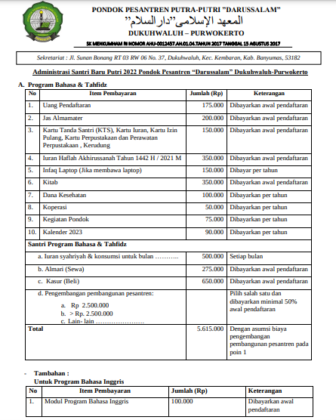 PONDOK PESANTREN PUTRA-PUTRI "DARUSSALAM"
المعهد الإسلامي "دار السلام"
DUKUHWALUH – PURWOKERTO
SK MENKUMHAM RI NOMOR AHU-0012457.AH.01.04.TAHUN 2017 TANGGAL 15 AGUSTUS 2017
Sekretariat : Jl. Sunan Bonang RT 03 RW 06 No. 37, Dukuhwaluh, Kec. Kembaran, Kab. Banyumas, 53182
Administrasi Santri Baru Putri 2022 Pondok Pesantren "Darussalam" Dukuhwaluh-Purwokerto
A. Program Bahasa & Tahfidz
No Item Pembayaran Jumlah (Rp) Keterangan
1. Uang Pendaftaran 175.000 Dibayarkan awal pendaftaran
2. Jas Almamater 200.000 Dibayarkan awal pendaftaran
3. Kartu Tanda Santri (KTS), Kartu Iuran, Kartu Izin Pulang, Kartu Perpustakaan dan Perawatan Perpustakaan , Kerudung 150.000 Dibayarkan awal pendaftaran
4. Iuran Haflah Akhirussanah Tahun 1442 H / 2021 M 350.000 Dibayarkan awal pendaftaran
5. Infaq Laptop (Jika membawa laptop) 150.000 Dibayar per tahun
6. Kitab 350.000 Dibayarkan awal pendaftaran
7. Dana Kesehatan 100.000 Dibayarkan per tahun
8. Koperasi 50.000 Dibayarkan per tahun
9. Kegiatan Pondok 75.000 Dibayarkan per tahun
10. Kalender 2023 90.000 Dibayarkan per tahun
Santri Program Bahasa & Tahfidz
a. Iuran syahriyah & konsumsi untuk bulan ……….. 500.000 Setiap bulan
b. Almari (Sewa) 275.000 Dibayarkan awal pendaftaran
c. Kasur (Beli) 650.000 Dibayarkan awal pendaftaran
d. Pengembangan pembangunan pesantren: Pilih salah satu dan dibayarkan minimal 50% awal pendaftaran
a. Rp 2.500.000
b. > Rp. 2.500.000
c. Lain- lain …………………
Total 5.615.000 Dengan asumsi biaya pengembangan pembangunan pesantren pada poin 1
- Tambahan :
Untuk Program Bahasa Inggris
No Item Pembayaran Jumlah (Rp) Keterangan
1. Modul Program Bahasa Inggris 100.000 Dibayarkan awal pendaftaran